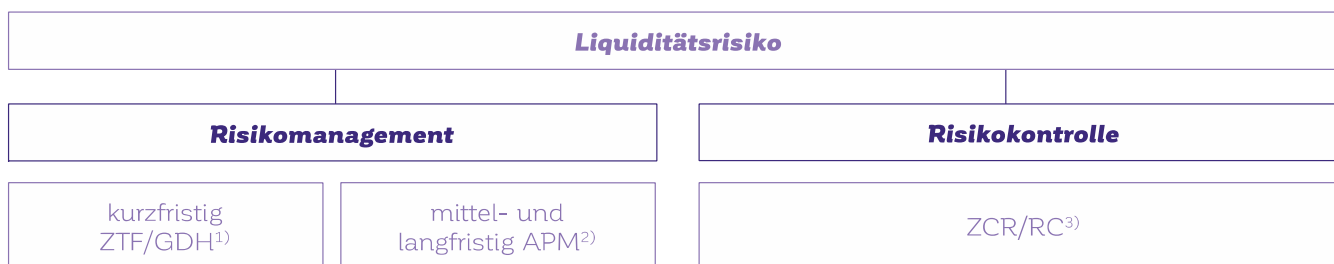 Liquiditätsrisiko
Risikomanagement
Risikokontrolle
kurzfristig
ZTF/GDH1)
mittel- und
langfristig APM2)
ZCR/RC3)